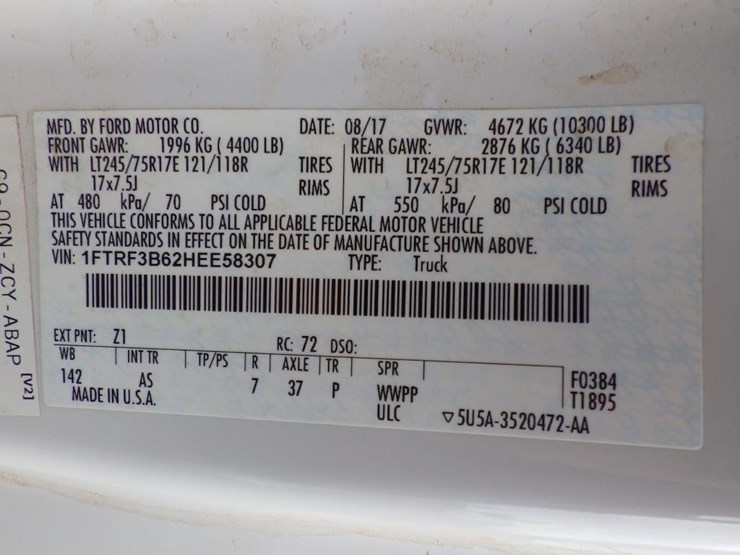 MFD. BY FORD MOTOR CO. DATE: 08/17 GVWR: 4672 KG (10300 LB)
FRONT GAWR: 1996 KG ( 4400 LB) REAR GAWR: 2876 KG ( 6340 LB)
WITH LT245/75R17E 121/118R TIRES WITH LT245/75R17E 121/118R TIRES
17x7.5J RIMS 17x7.5J RIMS
AT 480 kPa/ 70 PSI COLD AT 550 kPa/ 80 PSI COLD
THIS VEHICLE CONFORMS TO ALL APPLICABLE FEDERAL MOTOR VEHICLE
SAFETY STANDARDS IN EFFECT ON THE DATE OF MANUFACTURE SHOWN ABOVE.
VIN: 1FTRF3B62HEE58307 TYPE: Truck
EXT PNT: Z1 RC: 72 DSO:
WB INT TR TP/PS R AXLE TR SPR
142 AS 7 37 P WWPP F0384
MADE IN U.S.A. ULC T1895
▽5U5A-3520472-AA
G9-0CN-ZCY-ABAP [V2]